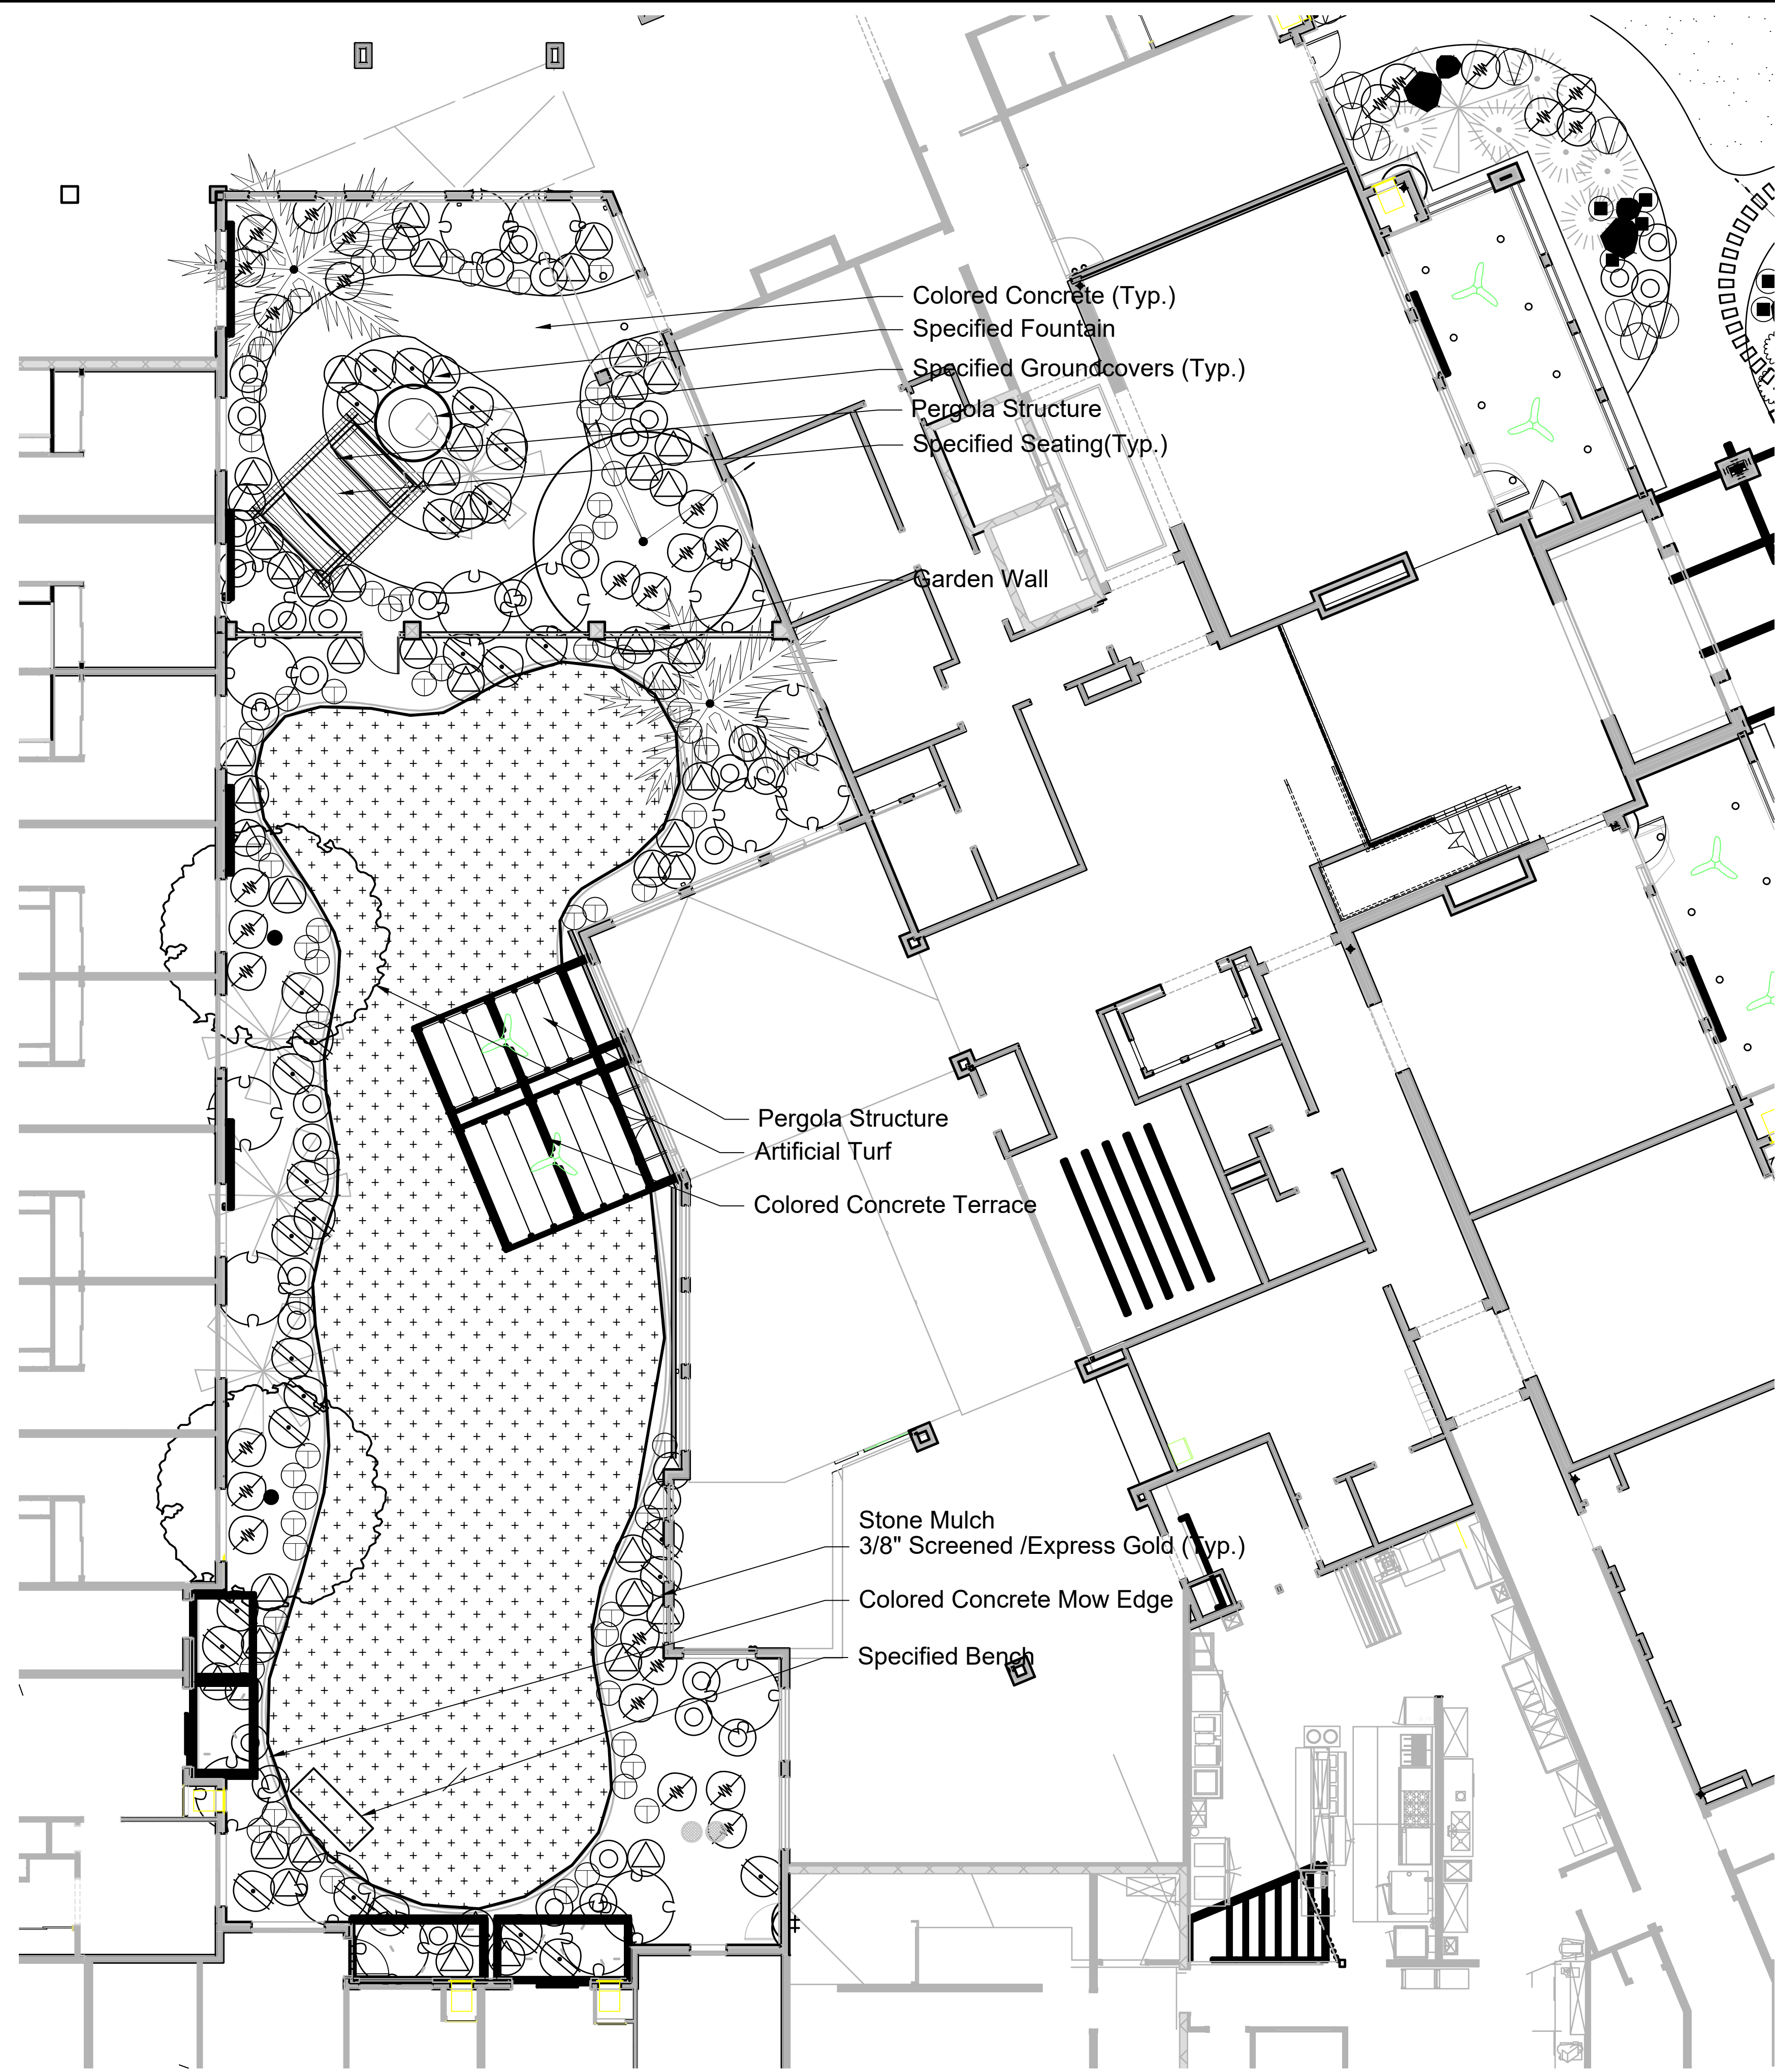 Colored Concrete (Typ.)
Specified Fountain
Specified Groundcovers (Typ.)
Pergola Structure
Specified Seating(Typ.)
Garden Wall
Pergola Structure
Artificial Turf
Colored Concrete Terrace
Stone Mulch
3/8" Screened /Express Gold (Typ.)
Colored Concrete Mow Edge
Specified Bench